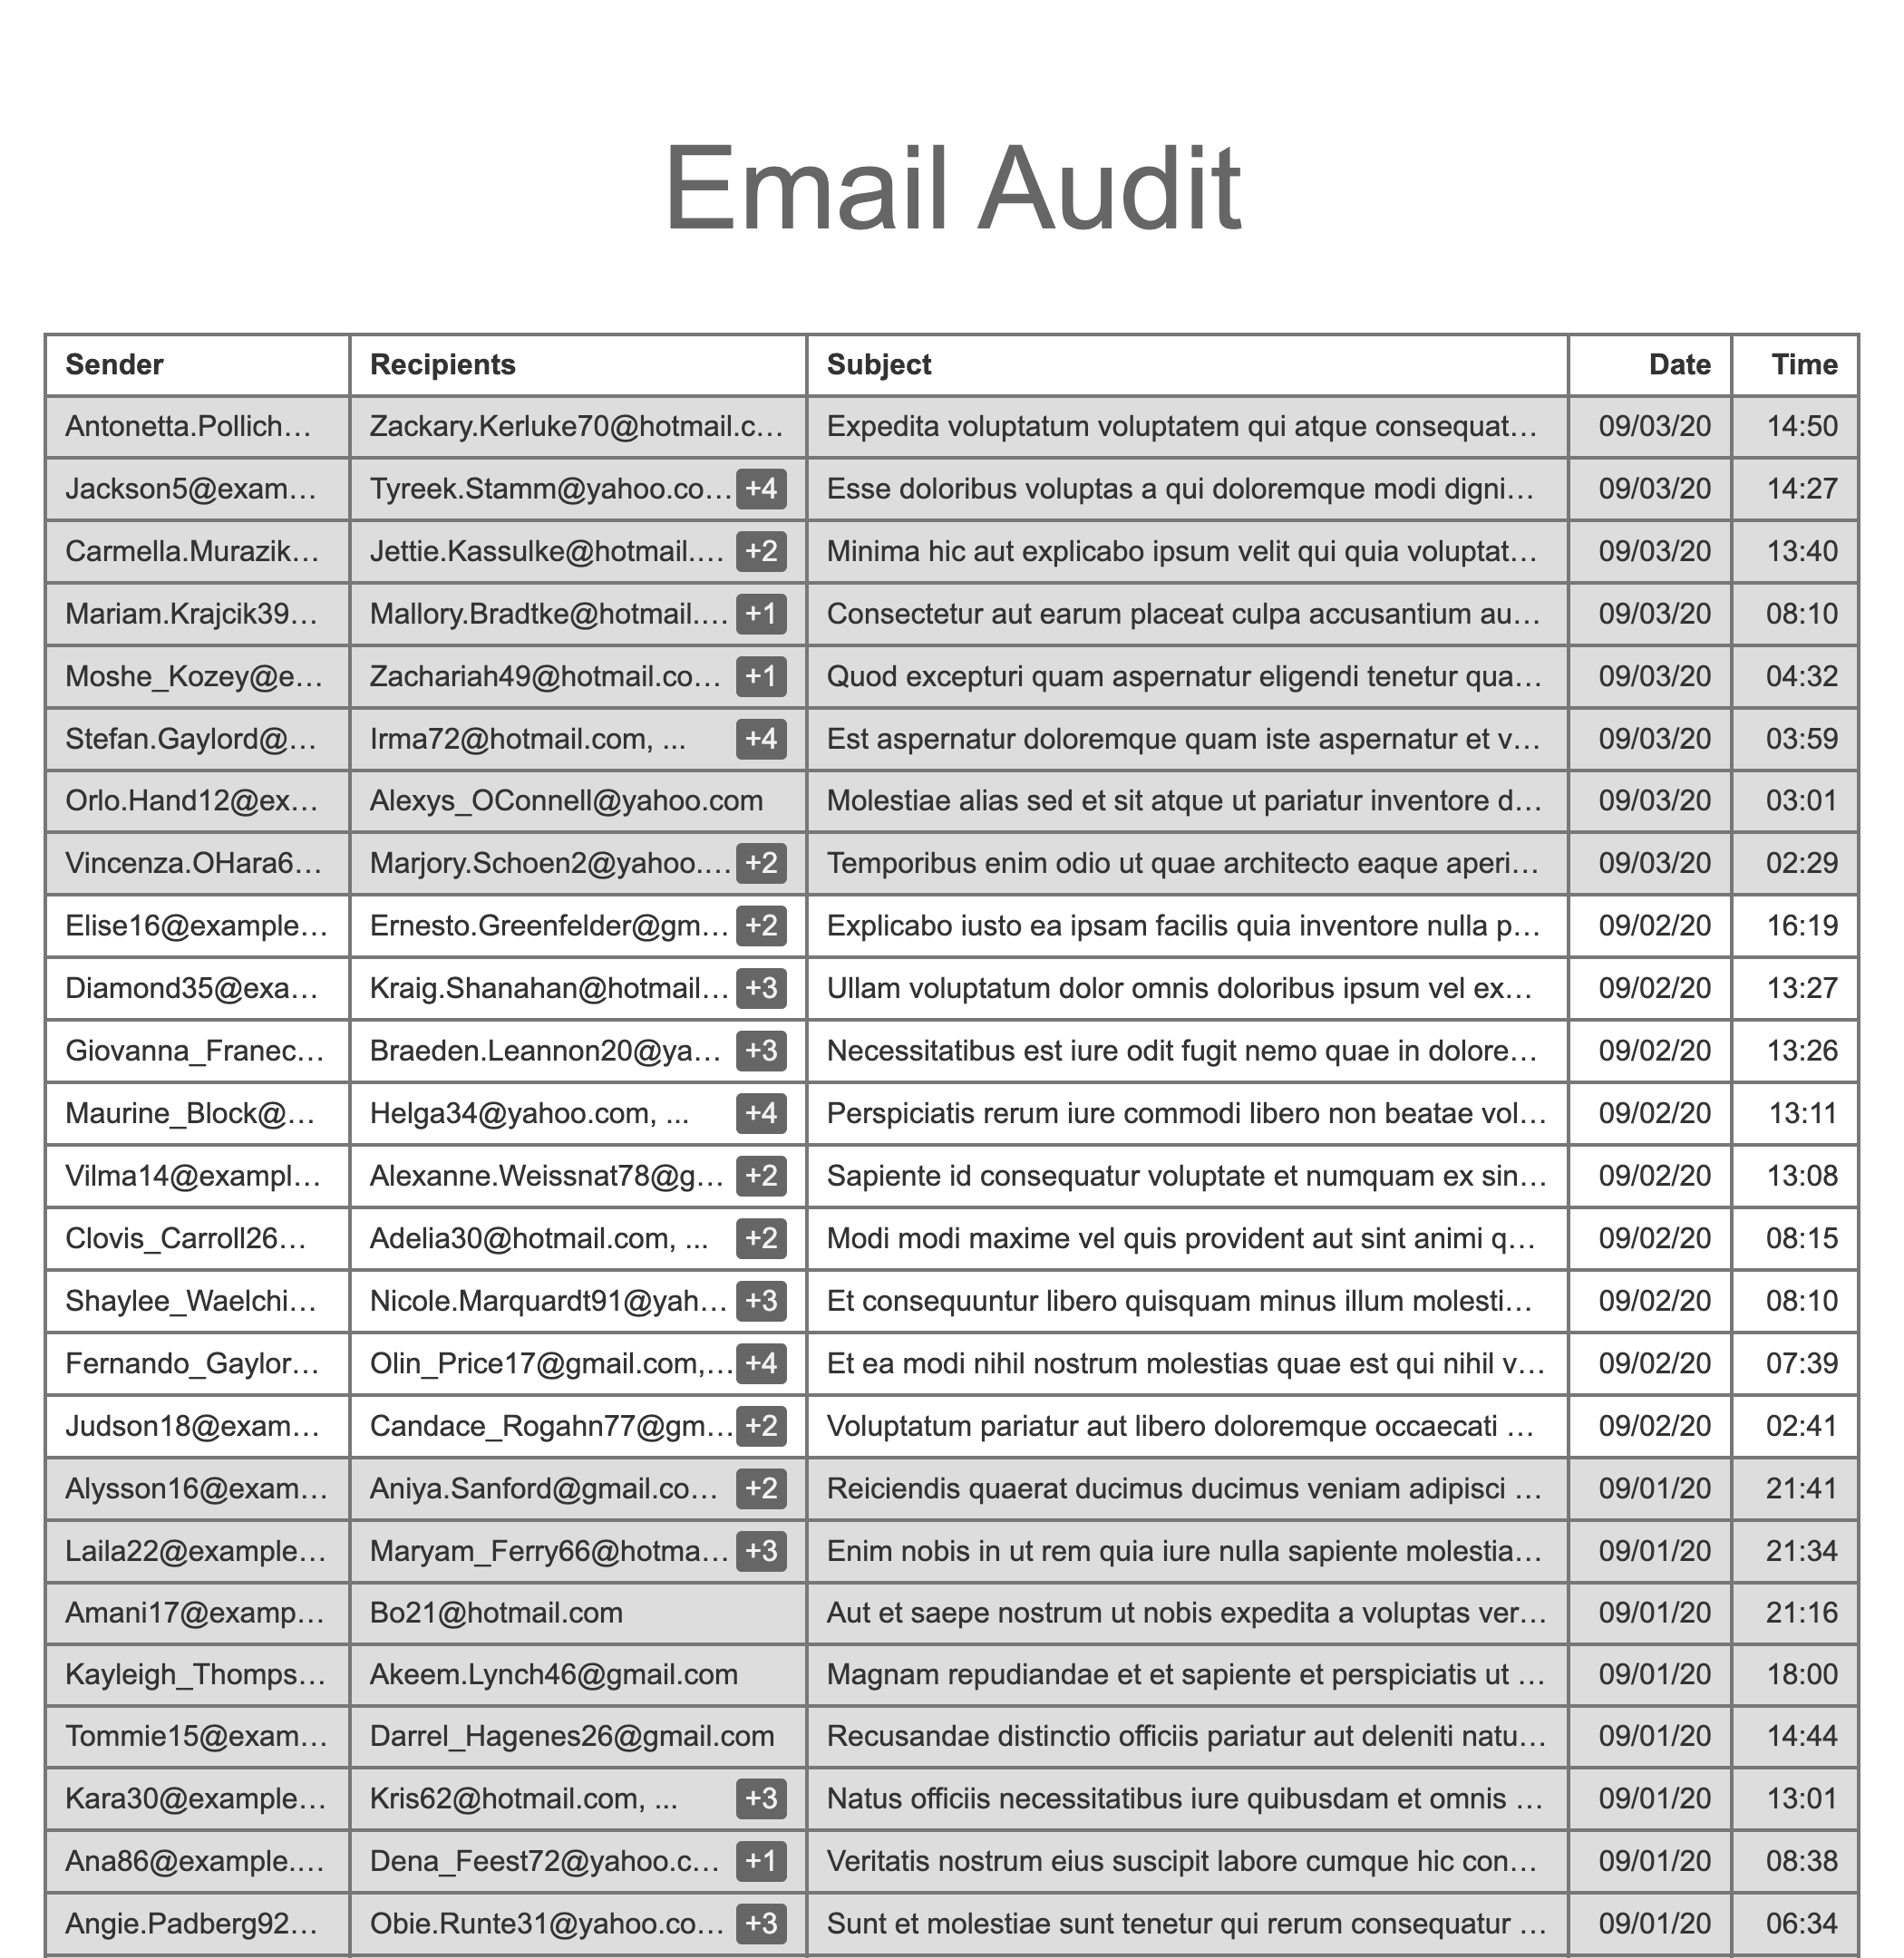 Email Audit
Sender Recipients Subject Date Time
Antonetta.Pollich… Zackary.Kerluke70@hotmail.c… Expedita voluptatum voluptatem qui atque consequat… 09/03/20 14:50
Jackson5@exam… Tyreek.Stamm@yahoo.co… +4 Esse doloribus voluptas a qui doloremque modi digni… 09/03/20 14:27
Carmella.Murazik… Jettie.Kassulke@hotmail.… +2 Minima hic aut explicabo ipsum velit qui quia voluptat… 09/03/20 13:40
Mariam.Krajcik39… Mallory.Bradtke@hotmail.… +1 Consectetur aut earum placeat culpa accusantium au… 09/03/20 08:10
Moshe_Kozey@e… Zachariah49@hotmail.co… +1 Quod excepturi quam aspernatur eligendi tenetur qua… 09/03/20 04:32
Stefan.Gaylord@… Irma72@hotmail.com, ... +4 Est aspernatur doloremque quam iste aspernatur et v… 09/03/20 03:59
Orlo.Hand12@ex… Alexys_OConnell@yahoo.com Molestiae alias sed et sit atque ut pariatur inventore d… 09/03/20 03:01
Vincenza.OHara6… Marjory.Schoen2@yahoo.… +2 Temporibus enim odio ut quae architecto eaque aperi… 09/03/20 02:29
Elise16@example… Ernesto.Greenfelder@gm… +2 Explicabo iusto ea ipsam facilis quia inventore nulla p… 09/02/20 16:19
Diamond35@exa… Kraig.Shanahan@hotmail… +3 Ullam voluptatum dolor omnis doloribus ipsum vel ex… 09/02/20 13:27
Giovanna_Franec… Braeden.Leannon20@ya… +3 Necessitatibus est iure odit fugit nemo quae in dolore… 09/02/20 13:26
Maurine_Block@… Helga34@yahoo.com, ... +4 Perspiciatis rerum iure commodi libero non beatae vol… 09/02/20 13:11
Vilma14@exampl… Alexanne.Weissnat78@g… +2 Sapiente id consequatur voluptate et numquam ex sin… 09/02/20 13:08
Clovis_Carroll26… Adelia30@hotmail.com, ... +2 Modi modi maxime vel quis provident aut sint animi q… 09/02/20 08:15
Shaylee_Waelchi… Nicole.Marquardt91@yah… +3 Et consequuntur libero quisquam minus illum molesti… 09/02/20 08:10
Fernando_Gaylor… Olin_Price17@gmail.com,… +4 Et ea modi nihil nostrum molestias quae est qui nihil v… 09/02/20 07:39
Judson18@exam… Candace_Rogahn77@gm… +2 Voluptatum pariatur aut libero doloremque occaecati … 09/02/20 02:41
Alysson16@exam… Aniya.Sanford@gmail.co… +2 Reiciendis quaerat ducimus ducimus veniam adipisci … 09/01/20 21:41
Laila22@example… Maryam_Ferry66@hotma… +3 Enim nobis in ut rem quia iure nulla sapiente molestia… 09/01/20 21:34
Amani17@examp… Bo21@hotmail.com Aut et saepe nostrum ut nobis expedita a voluptas ver… 09/01/20 21:16
Kayleigh_Thomps… Akeem.Lynch46@gmail.com Magnam repudiandae et et sapiente et perspiciatis ut … 09/01/20 18:00
Tommie15@exam… Darrel_Hagenes26@gmail.com Recusandae distinctio officiis pariatur aut deleniti natu… 09/01/20 14:44
Kara30@example… Kris62@hotmail.com, ... +3 Natus officiis necessitatibus iure quibusdam et omnis … 09/01/20 13:01
Ana86@example.… Dena_Feest72@yahoo.c… +1 Veritatis nostrum eius suscipit labore cumque hic con… 09/01/20 08:38
Angie.Padberg92… Obie.Runte31@yahoo.co… +3 Sunt et molestiae sunt tenetur qui rerum consequatur … 09/01/20 06:34